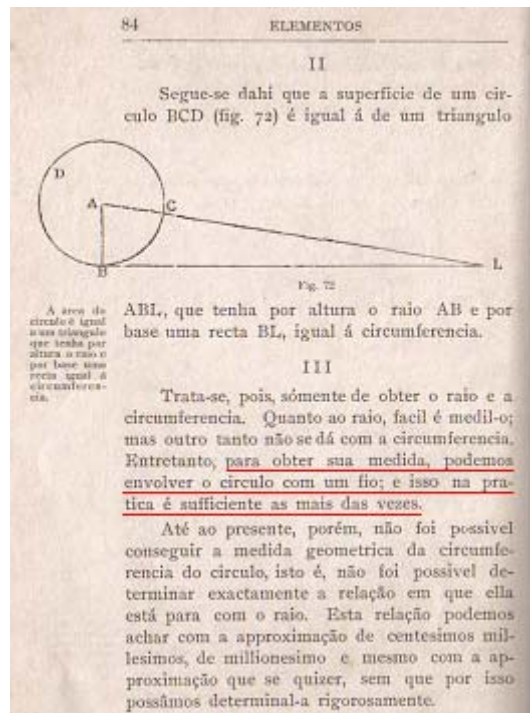 84
ELEMENTOS
II
Segue-se dahi que a superficie de um cir-
culo BCD (fig. 72) é igual á de um triangulo
D
A
C
B
L
Fig. 72
A área do
circulo é igual
a um triangulo
que tenha por
altura o raio e
por base uma
recta igual á
circumferen-
cia.
ABL, que tenha por altura o raio AB e por
base uma recta BL, igual á circumferencia.
III
Trata-se, pois, sómente de obter o raio e a
circumferencia. Quanto ao raio, facil é medil-o;
mas outro tanto não se dá com a circumferencia.
Entretanto, para obter sua medida, podemos
envolver o circulo com um fio; e isso na pra-
tica é sufficiente as mais das vezes.
Até ao presente, porém, não foi possivel
conseguir a medida geometrica da circumfe-
rencia do circulo, isto é, não foi possivel de-
terminar exactamente a relação em que ella
está para com o raio. Esta relação podemos
achar com a approximação de centesimos mil-
lesimos, de millionesimo e mesmo com a ap-
proximação que se quizer, sem que por isso
possâmos determinal-a rigorosamente.